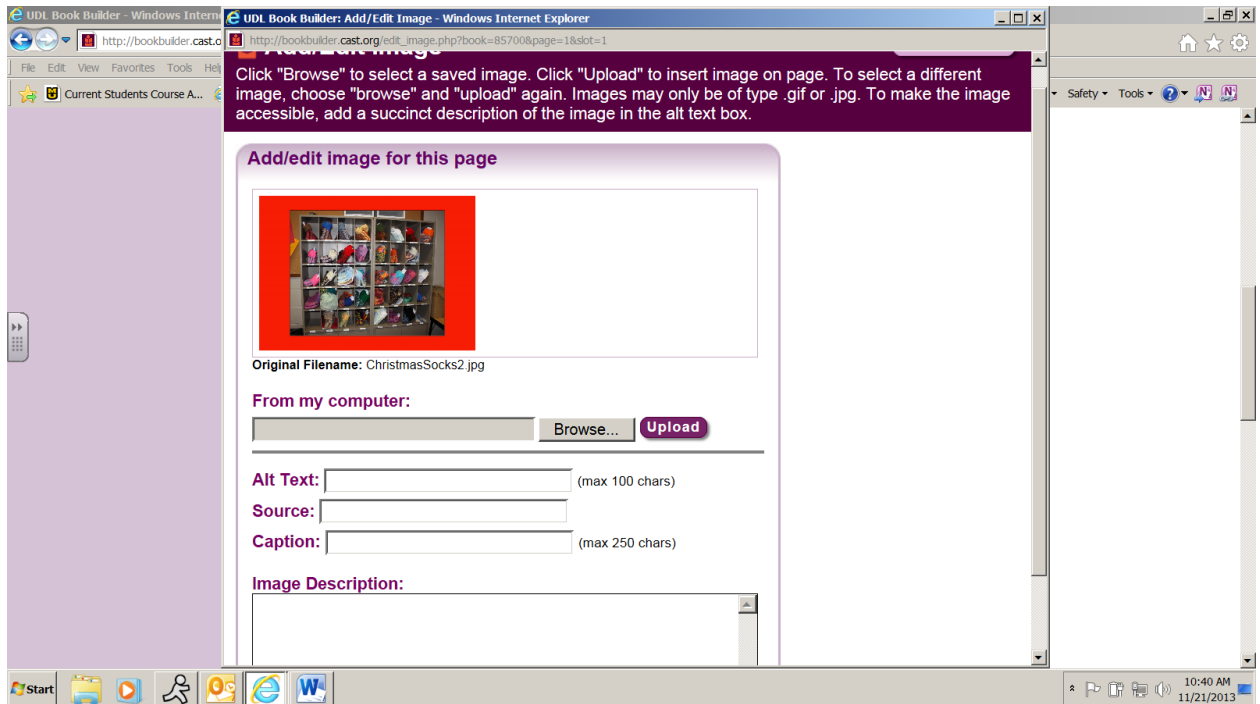 UDL Book Builder - Windows Intern
UDL Book Builder: Add/Edit Image - Windows Internet Explorer
http://bookbuilder.cast.o
http://bookbuilder.cast.org/edit_image.php?book=85700&page=1&slot=1
File Edit View Favorites Tools Hel
Current Students Course A...
Safety Tools
Add/Edit Image
Click "Browse" to select a saved image. Click "Upload" to insert image on page. To select a different
image, choose "browse" and "upload" again. Images may only be of type .gif or .jpg. To make the image
accessible, add a succinct description of the image in the alt text box.
Add/edit image for this page
Original Filename: ChristmasSocks2.jpg
From my computer:
Browse... Upload
Alt Text: (max 100 chars)
Source:
Caption: (max 250 chars)
Image Description:
Start
10:40 AM
11/21/2013